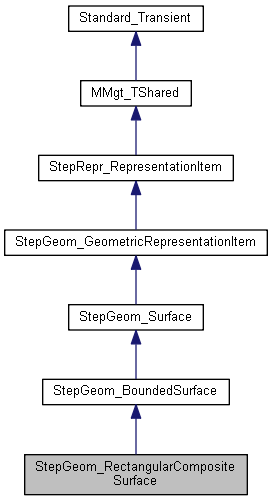 Standard_Transient
MMgt_TShared
StepRepr_RepresentationItem
StepGeom_GeometricRepresentationItem
StepGeom_Surface
StepGeom_BoundedSurface
StepGeom_RectangularComposite
Surface